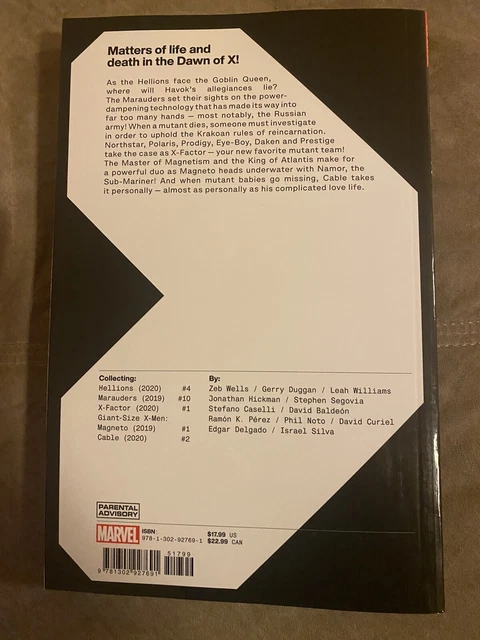 Matters of life and
death in the Dawn of X!
As the Hellions face the Goblin Queen,
where will Havok's allegiances lie?
The Marauders set their sights on the power-
dampening technology that has made its way into
far too many hands — most notably, the Russian
army! When a mutant dies, someone must investigate
in order to uphold the Krakoan rules of reincarnation.
Northstar, Polaris, Prodigy, Eye-Boy, Daken and Prestige
take the case as X-Factor — your new favorite mutant team!
The Master of Magnetism and the King of Atlantis make for
a powerful duo as Magneto heads underwater with Namor, the
Sub-Mariner! And when mutant babies go missing, Cable takes
it personally — almost as personally as his complicated love life.
Collecting:
Hellions (2020) #4
Marauders (2019) #10
X-Factor (2020) #1
Giant-Size X-Men:
Magneto (2019) #1
Cable (2020) #2
By:
Zeb Wells / Gerry Duggan / Leah Williams
Jonathan Hickman / Stephen Segovia
Stefano Caselli / David Baldeón
Ramón K. Pérez / Phil Noto / David Curiel
Edgar Delgado / Israel Silva
PARENTAL
ADVISORY
MARVEL
ISBN:
978-1-302-92769-1
$17.99 US
$22.99 CAN
51799
9 781302 927691